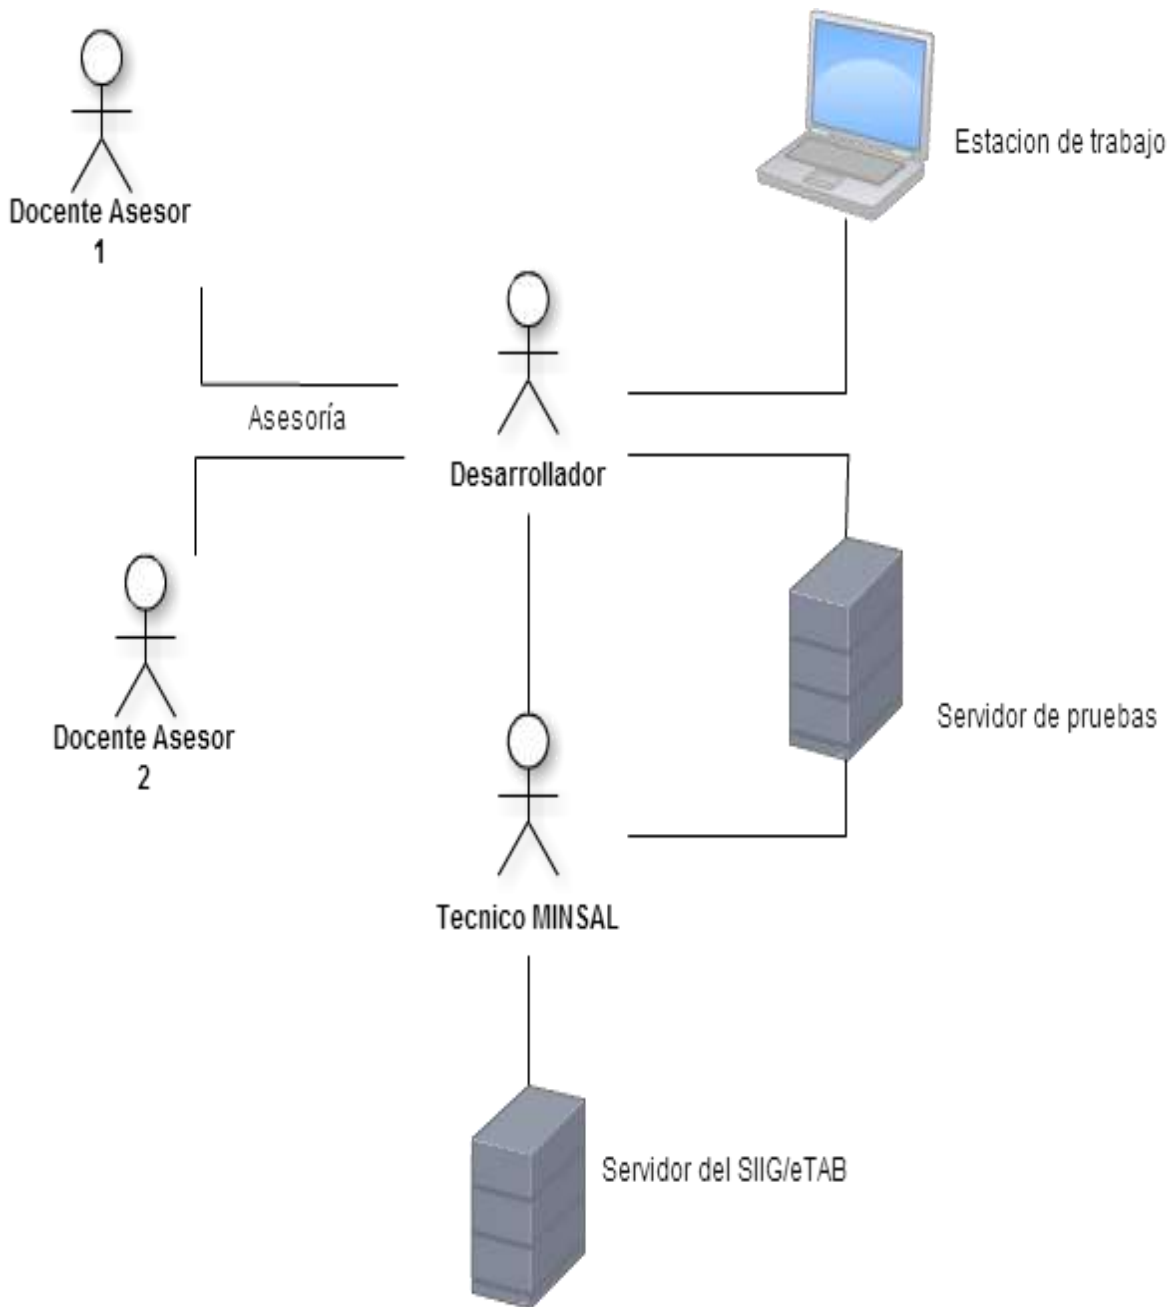 Estacion de trabajo
Docente Asesor
1
Asesoría
Desarrollador
Servidor de pruebas
Docente Asesor
2
Tecnico MINSAL
Servidor del SIIG/eTAB